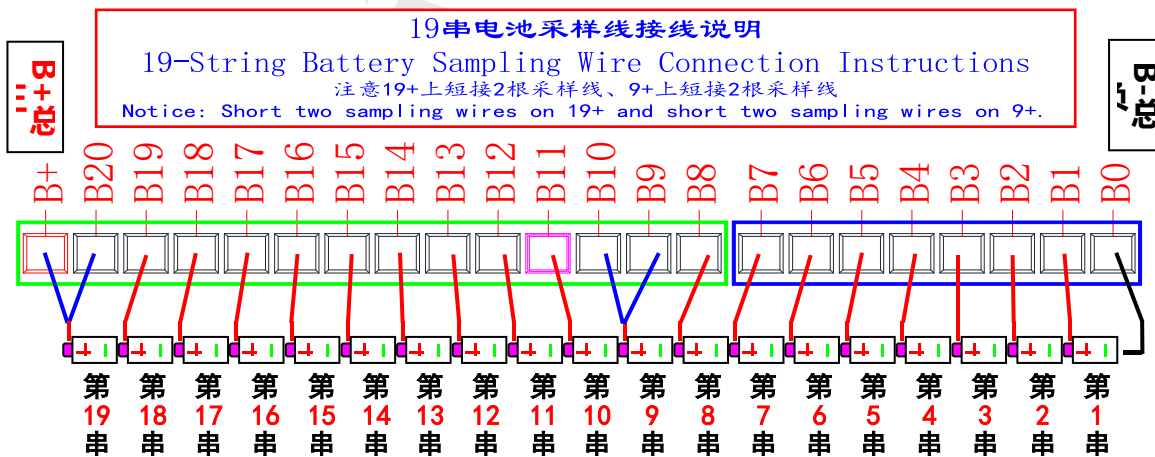 19串电池采样线接线说明
19-String Battery Sampling Wire Connection Instructions
注意19+上短接2根采样线、9+上短接2根采样线
Notice: Short two sampling wires on 19+ and short two sampling wires on 9+.
B+总
B-总
B+ B20 B19 B18 B17 B16 B15 B14 B13 B12 B11 B10 B9 B8 B7 B6 B5 B4 B3 B2 B1 B0
第 第 第 第 第 第 第 第 第 第 第 第 第 第 第 第 第 第 第
19 18 17 16 15 14 13 12 11 10 9 8 7 6 5 4 3 2 1
串 串 串 串 串 串 串 串 串 串 串 串 串 串 串 串 串 串 串